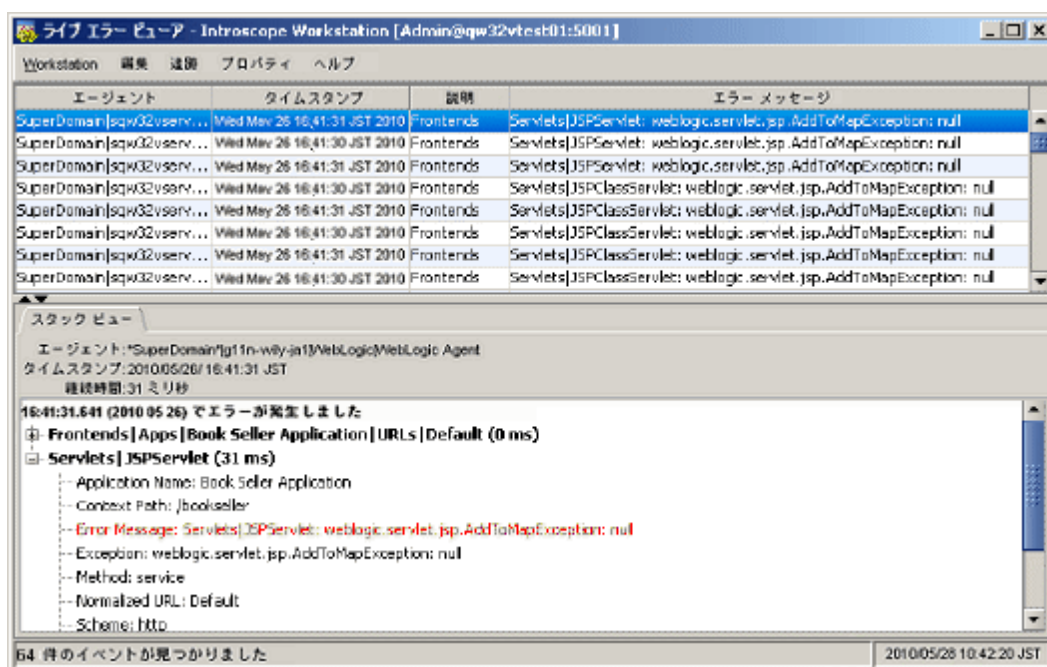 ライブ エラー ビューア - Introscope Workstation [Admin@qw32vtest01:5001]
Workstation 編集 追跡 プロパティ ヘルプ
エージェント タイムスタンプ 説明 エラー メッセージ
SuperDomain|sqw32vserv... Wed May 26 16:41:31 JST 2010 Frontends Servlets|JSPServlet: weblogic.servlet.jsp.AddToMapException: null
SuperDomain|sqw32vserv... Wed May 26 16:41:30 JST 2010 Frontends Servlets|JSPServlet: weblogic.servlet.jsp.AddToMapException: null
SuperDomain|sqw32vserv... Wed May 26 16:41:31 JST 2010 Frontends Servlets|JSPServlet: weblogic.servlet.jsp.AddToMapException: null
SuperDomain|sqw32vserv... Wed May 26 16:41:30 JST 2010 Frontends Servlets|JSPClassServlet: weblogic.servlet.jsp.AddToMapException: null
SuperDomain|sqw32vserv... Wed May 26 16:41:31 JST 2010 Frontends Servlets|JSPClassServlet: weblogic.servlet.jsp.AddToMapException: null
SuperDomain|sqw32vserv... Wed May 26 16:41:30 JST 2010 Frontends Servlets|JSPClassServlet: weblogic.servlet.jsp.AddToMapException: null
SuperDomain|sqw32vserv... Wed May 26 16:41:31 JST 2010 Frontends Servlets|JSPClassServlet: weblogic.servlet.jsp.AddToMapException: null
SuperDomain|sqw32vserv... Wed May 26 16:41:30 JST 2010 Frontends Servlets|JSPClassServlet: weblogic.servlet.jsp.AddToMapException: null
スタック ビュー
エージェント:*SuperDomain*|g11n-wily-ja1|WebLogic|WebLogic Agent
タイムスタンプ:2010/05/26/ 16:41:31 JST
継続時間:31 ミリ秒
16:41:31.641 (2010 05 26) でエラーが発生しました
Frontends|Apps|Book Seller Application|URLs|Default (0 ms)
Servlets|JSPServlet (31 ms)
Application Name: Book Seller Application
Context Path: /bookseller
Error Message: Servlets|JSPServlet: weblogic.servlet.jsp.AddToMapException: null
Exception: weblogic.servlet.jsp.AddToMapException: null
Method: service
Normalized URL: Default
Scheme: http
64 件のイベントが見つかりました
2010/05/28 10:42:20 JST